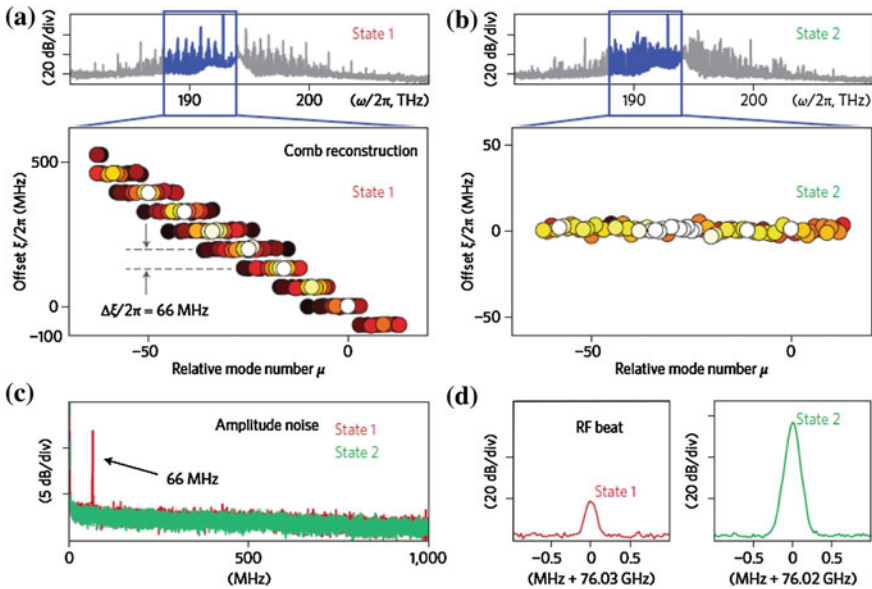 (a)
State 1
(20 dB/div)
190
200
(ω/2π, THz)
Comb reconstruction
State 1
500
0
−100
Offset ξ/2π (MHz)
Δξ/2π = 66 MHz
−50
0
Relative mode number μ
(b)
State 2
(20 dB/div)
190
200
(ω/2π, THz)
State 2
50
0
−50
Offset ξ/2π (MHz)
−50
0
Relative mode number μ
(c)
Amplitude noise
State 1
State 2
66 MHz
(5 dB/div)
0
500
1,000
(MHz)
(d)
RF beat
State 1
(20 dB/div)
−0.5
0
0.5
(MHz + 76.03 GHz)
State 2
(20 dB/div)
−0.5
0
0.5
(MHz + 76.02 GHz)